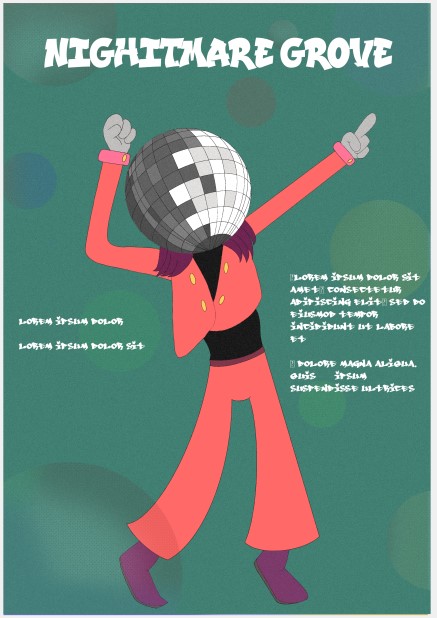 NIGHITMARE GROVE
LOREM IPSUM DOLOR SIT
AMET CONSECTETUR
ADIPISCING ELIT SED DO
EIUSMOD TEMPOR
INCIDIDUNT UT LABORE
ET
LOREM IPSUM DOLOR
LOREM IPSUM DOLOR SIT
DOLORE MAGNA ALIQUA.
QUIS IPSUM
SUSPENDISSE ULTRICES